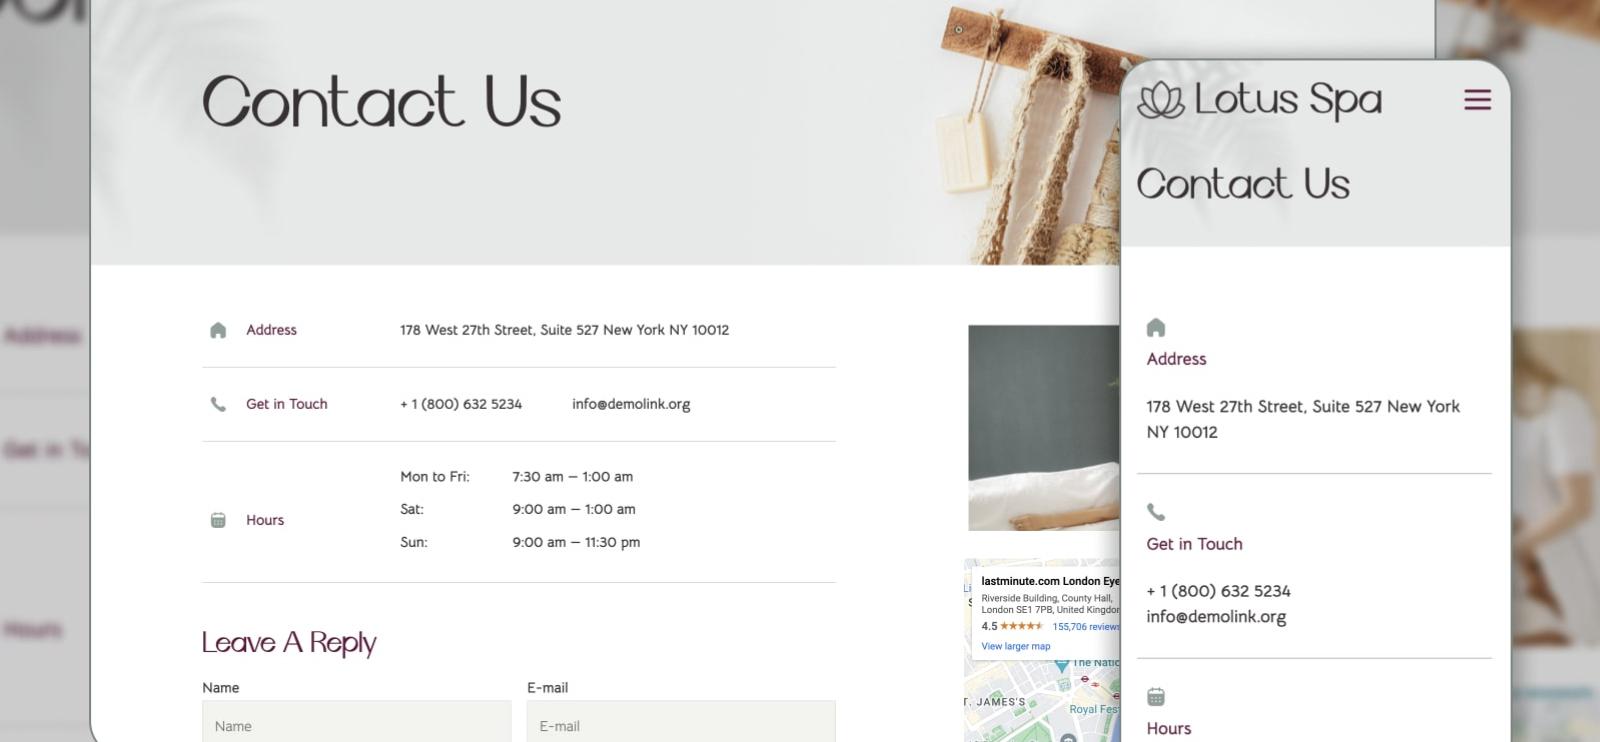 Contact Us
Address
178 West 27th Street, Suite 527 New York NY 10012
Get in Touch
+ 1 (800) 632 5234
info@demolink.org
Hours
Mon to Fri: 7:30 am – 1:00 am
Sat: 9:00 am – 1:00 am
Sun: 9:00 am – 11:30 pm
Leave A Reply
Name
E-mail
Name
E-mail
lastminute.com London Eye
Riverside Building, County Hall,
London SE1 7PB, United
4.5
155,706 reviews
View larger map
The
T. JAMES'S
Royal
Lotus Spa
Contact Us
Address
178 West 27th Street, Suite 527 New York
NY 10012
Get in Touch
+ 1 (800) 632 5234
info@demolink.org
Hours
Address
Get in
Hours